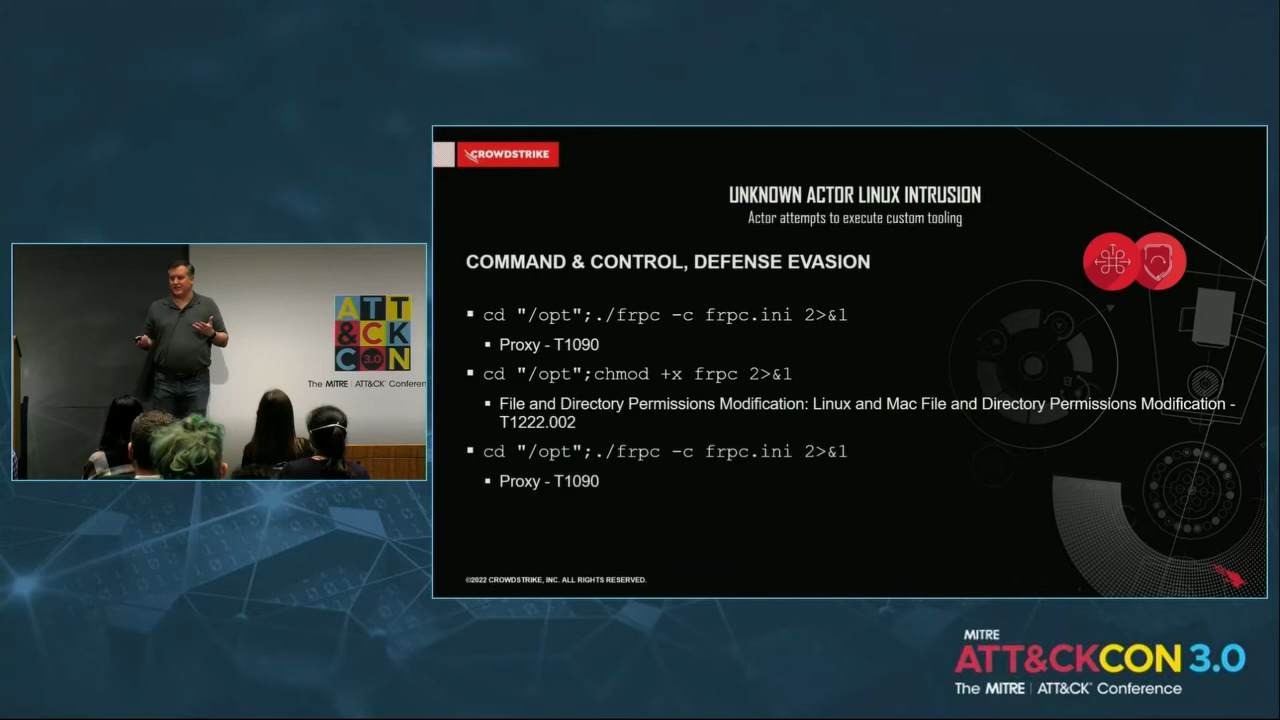 CROWDSTRIKE
UNKNOWN ACTOR LINUX INTRUSION
Actor attempts to execute custom tooling
COMMAND & CONTROL, DEFENSE EVASION
▪ cd "/opt";./frpc -c frpc.ini 2>&1
▪ Proxy - T1090
▪ cd "/opt";chmod +x frpc 2>&1
▪ File and Directory Permissions Modification: Linux and Mac File and Directory Permissions Modification -
T1222.002
▪ cd "/opt";./frpc -c frpc.ini 2>&1
▪ Proxy - T1090
©2022 CROWDSTRIKE, INC. ALL RIGHTS RESERVED.
ATT
&CK
CON
3.0
The MITRE | ATT&CK® Conferen
MITRE
ATT&CKCON 3.0
The MITRE | ATT&CK® Conference